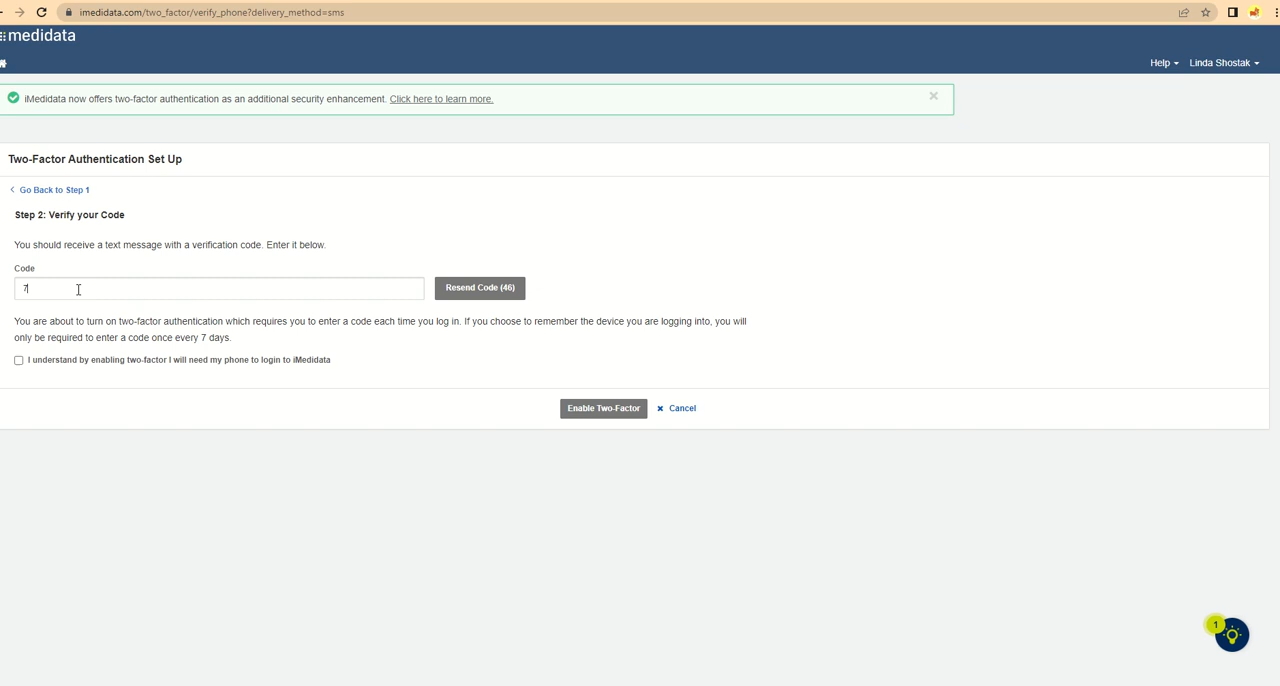 imedidata.com/two_factor/verify_phone?delivery_method=sms
medidata
Help
Linda Shostak
iMedidata now offers two-factor authentication as an additional security enhancement. Click here to learn more.
Two-Factor Authentication Set Up
Go Back to Step 1
Step 2: Verify your Code
You should receive a text message with a verification code. Enter it below.
Code
7
Resend Code (46)
You are about to turn on two-factor authentication which requires you to enter a code each time you log in. If you choose to remember the device you are logging into, you will
only be required to enter a code once every 7 days.
I understand by enabling two-factor I will need my phone to login to iMedidata
Enable Two-Factor
Cancel
1